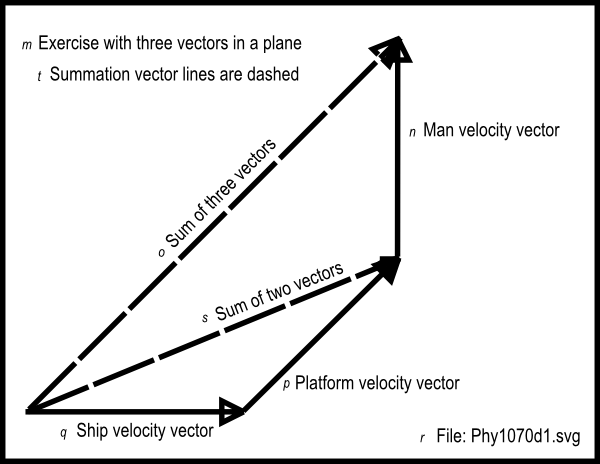 m Exercise with three vectors in a plane
t Summation vector lines are dashed
n Man velocity vector
o Sum of three vectors
s Sum of two vectors
p Platform velocity vector
q Ship velocity vector
r File: Phy1070d1.svg